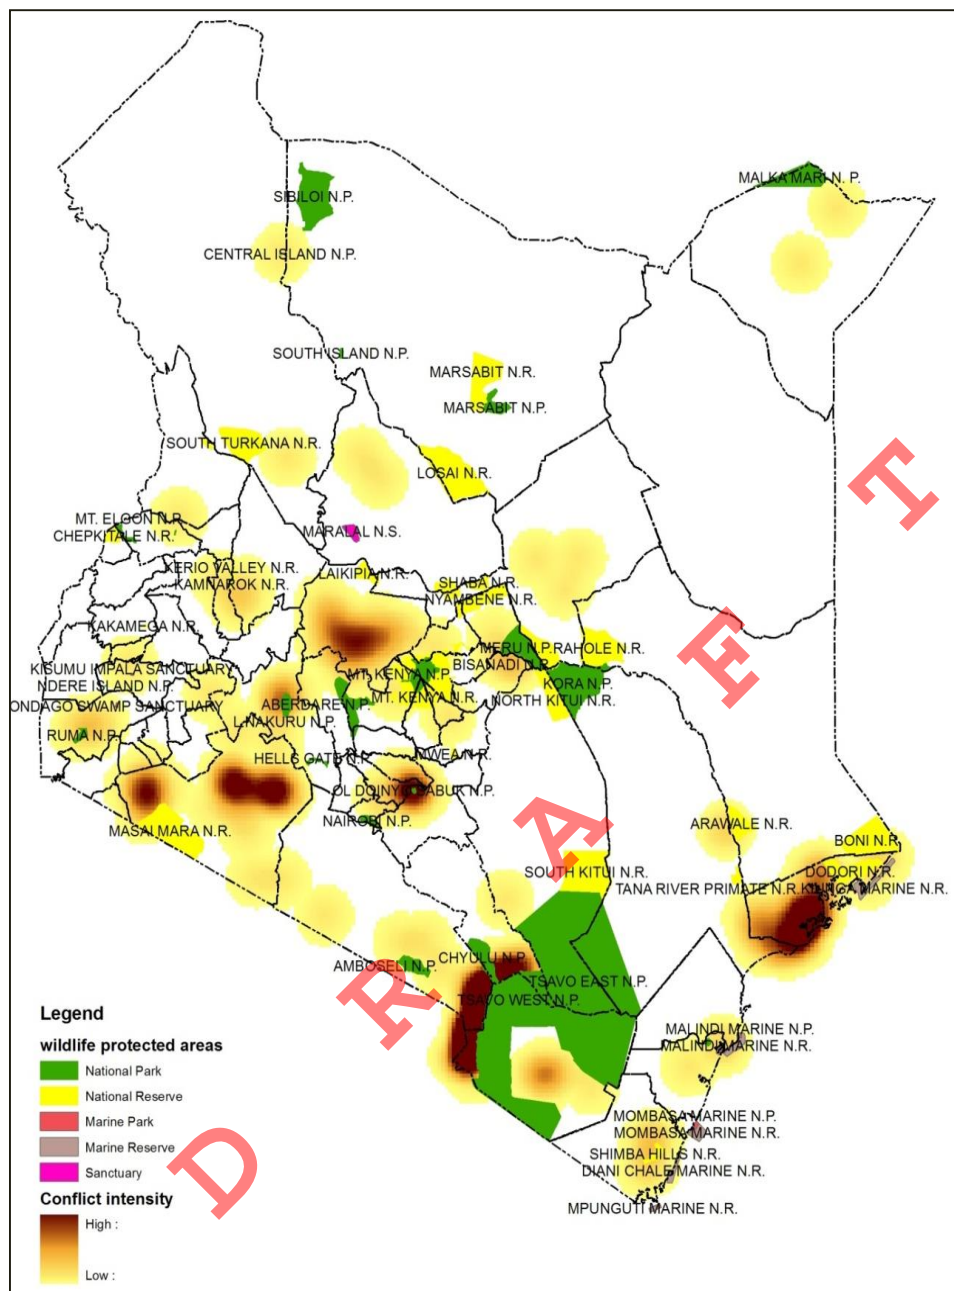 MALKA MARI N. P.
SIBILOI N.P.
CENTRAL ISLAND N.P.
SOUTH ISLAND N.P.
MARSABIT N.R.
MARSABIT N.P.
SOUTH TURKANA N.R.
LOSAI N.R.
T
MT. ELGON N.P.
CHEPKITALE N.R.
MARALAL N.S.
KERIO VALLEY N.R.
KAMNAROK N.R.
LAIKIPIA N.R.
SHABA N.R.
NYAMBENE N.R.
KAKAMEGA N.R.
F
MERU N.P.
RAHOLE N.R.
BISANADI N.R.
KISUMU IMPALA SANCTUARY
MT. KENYA N.P.
NDERE ISLAND N.P.
KORA N.P.
MT. KENYA N.R.
NORTH KITUI N.R.
ONDAGO SWAMP SANCTUARY
ABERDARE N.P.
L.NAKURU N.P.
RUMA N.P.
HELLS GATE N.P.
MWEA N.R.
OL DOINYO SABUK N.P.
NAIROBI N.P.
MASAI MARA N.R.
A
ARAWALE N.R.
BONI N.R.
SOUTH KITUI N.R.
DODORI N.R.
TANA RIVER PRIMATE N.R.
KIUNGA MARINE N.R.
CHYULU N.P.
AMBOSELI N.P.
TSAVO EAST N.P.
TSAVO WEST N.P.
R
MALINDI MARINE N.P.
MALINDI MARINE N.R.
MOMBASA MARINE N.P.
MOMBASA MARINE N.R.
SHIMBA HILLS N.R.
DIANI CHALE MARINE N.R.
MPUNGUTI MARINE N.R.
D
Legend
wildlife protected areas
National Park
National Reserve
Marine Park
Marine Reserve
Sanctuary
Conflict intensity
High :
Low :